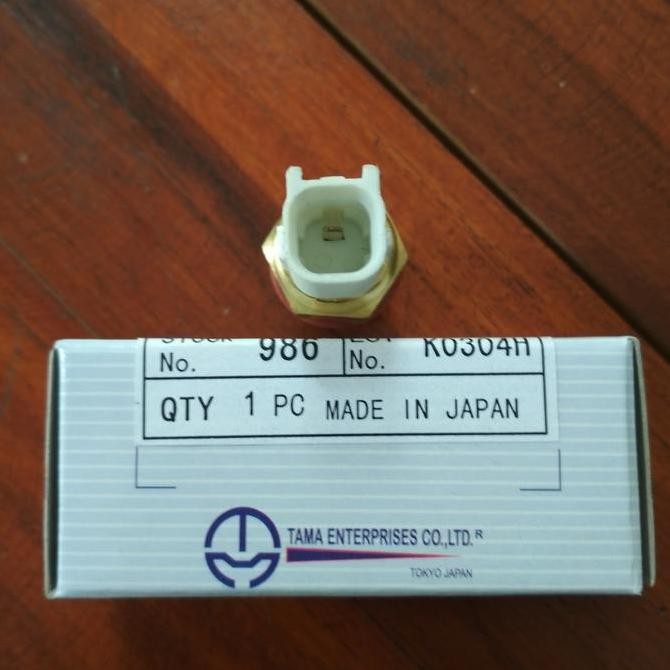 No. 986 No. K0304H
QTY 1 PC MADE IN JAPAN
TAMA ENTERPRISES CO.,LTD.®
TOKYO JAPAN